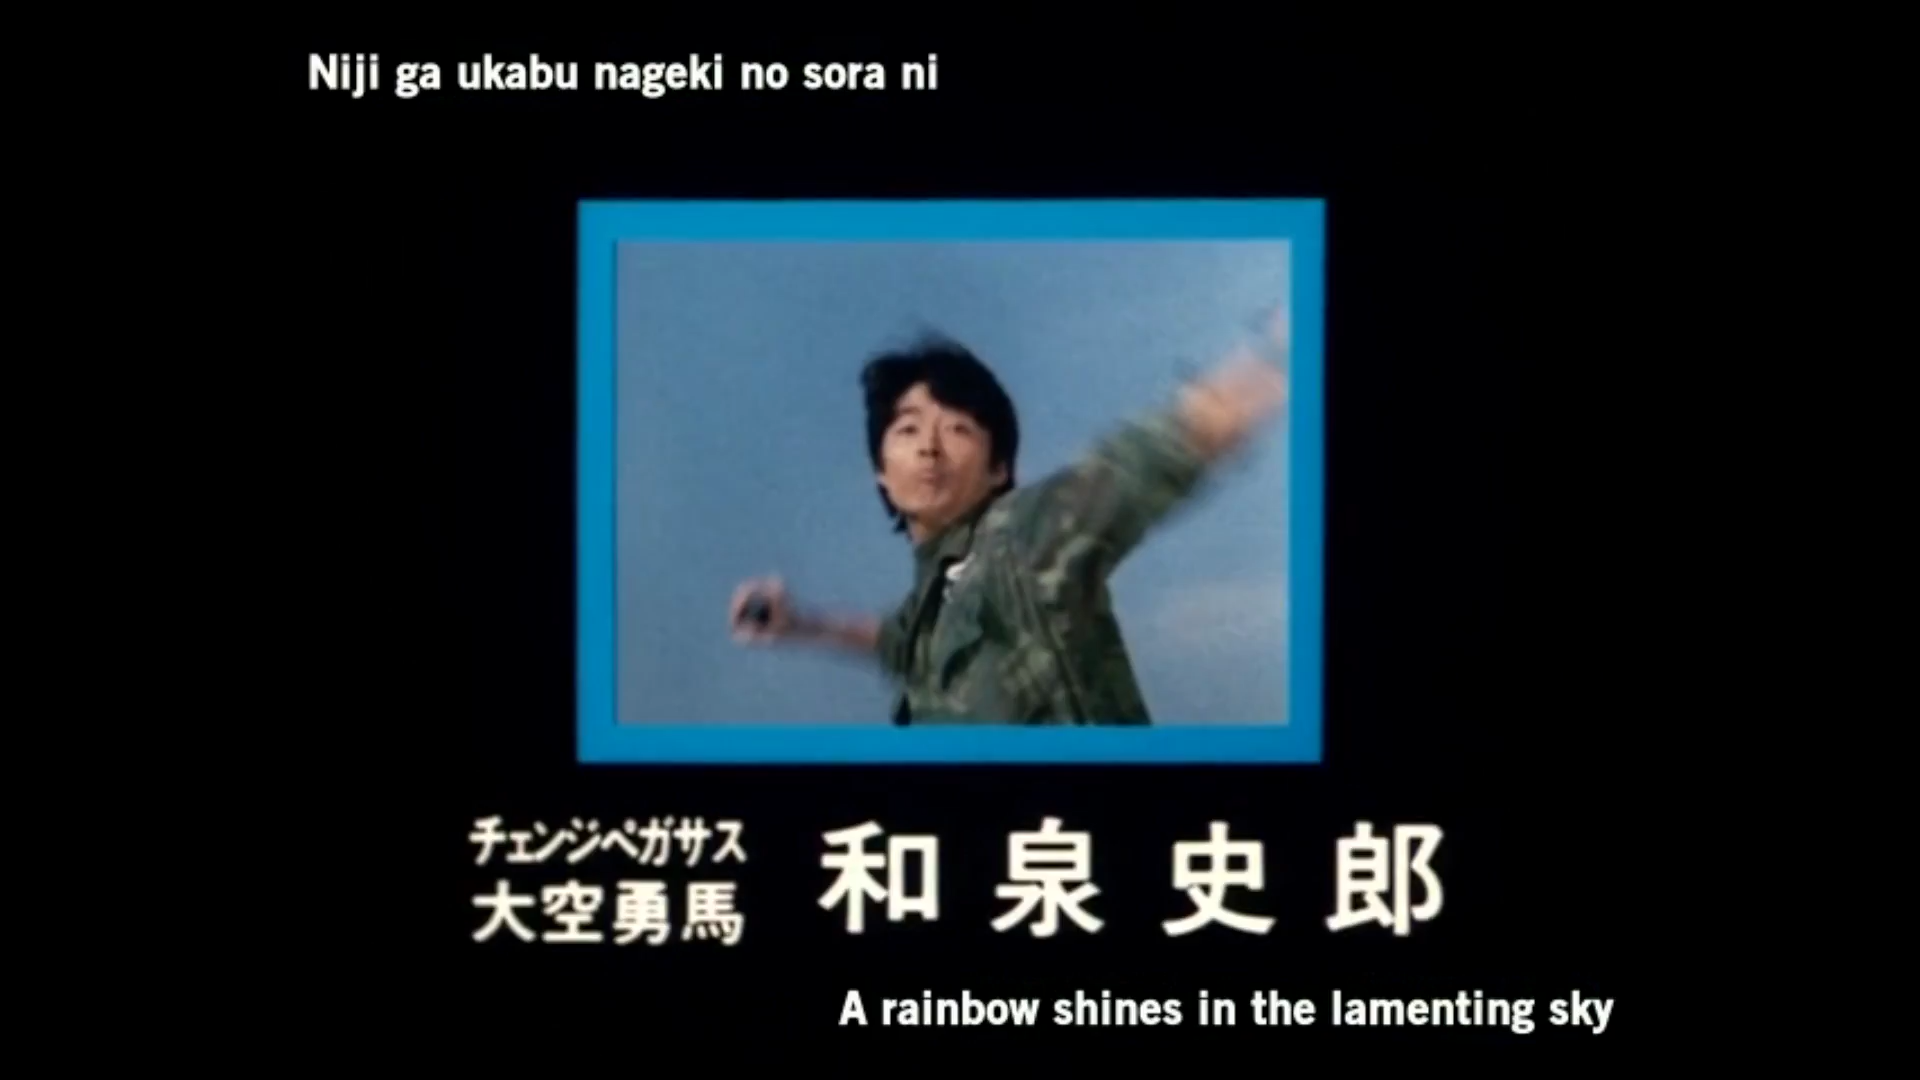 Niji ga ukabu nageki no sora ni
チェンジペガサス
大空勇馬
和泉史郎
A rainbow shines in the lamenting sky